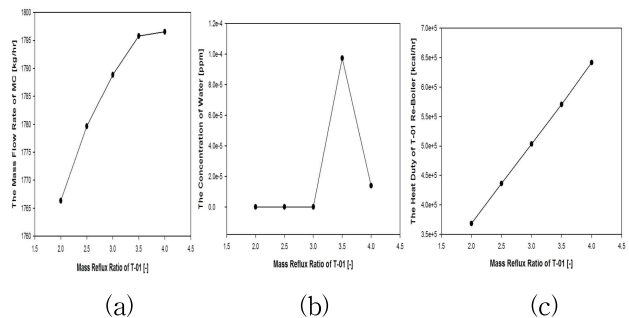 The Mass Flow Rate of MC [kg/hr]
1800
1795
1790
1785
1780
1775
1770
1765
1760
1.5 2.0 2.5 3.0 3.5 4.0 4.5
Mass Reflux Ratio of T-01 [-]
(a)
The Concentration of Water [ppm]
1.2e-4
1.0e-4
8.0e-5
6.0e-5
4.0e-5
2.0e-5
0.0
1.5 2.0 2.5 3.0 3.5 4.0 4.5
Mass Reflux Ratio of T-01 [-]
(b)
The Heat Duty of T-01 Re-Boiler [kcal/hr]
7.0e+5
6.5e+5
6.0e+5
5.5e+5
5.0e+5
4.5e+5
4.0e+5
3.5e+5
1.5 2.0 2.5 3.0 3.5 4.0 4.5
Mass Reflux Ratio of T-01 [-]
(c)